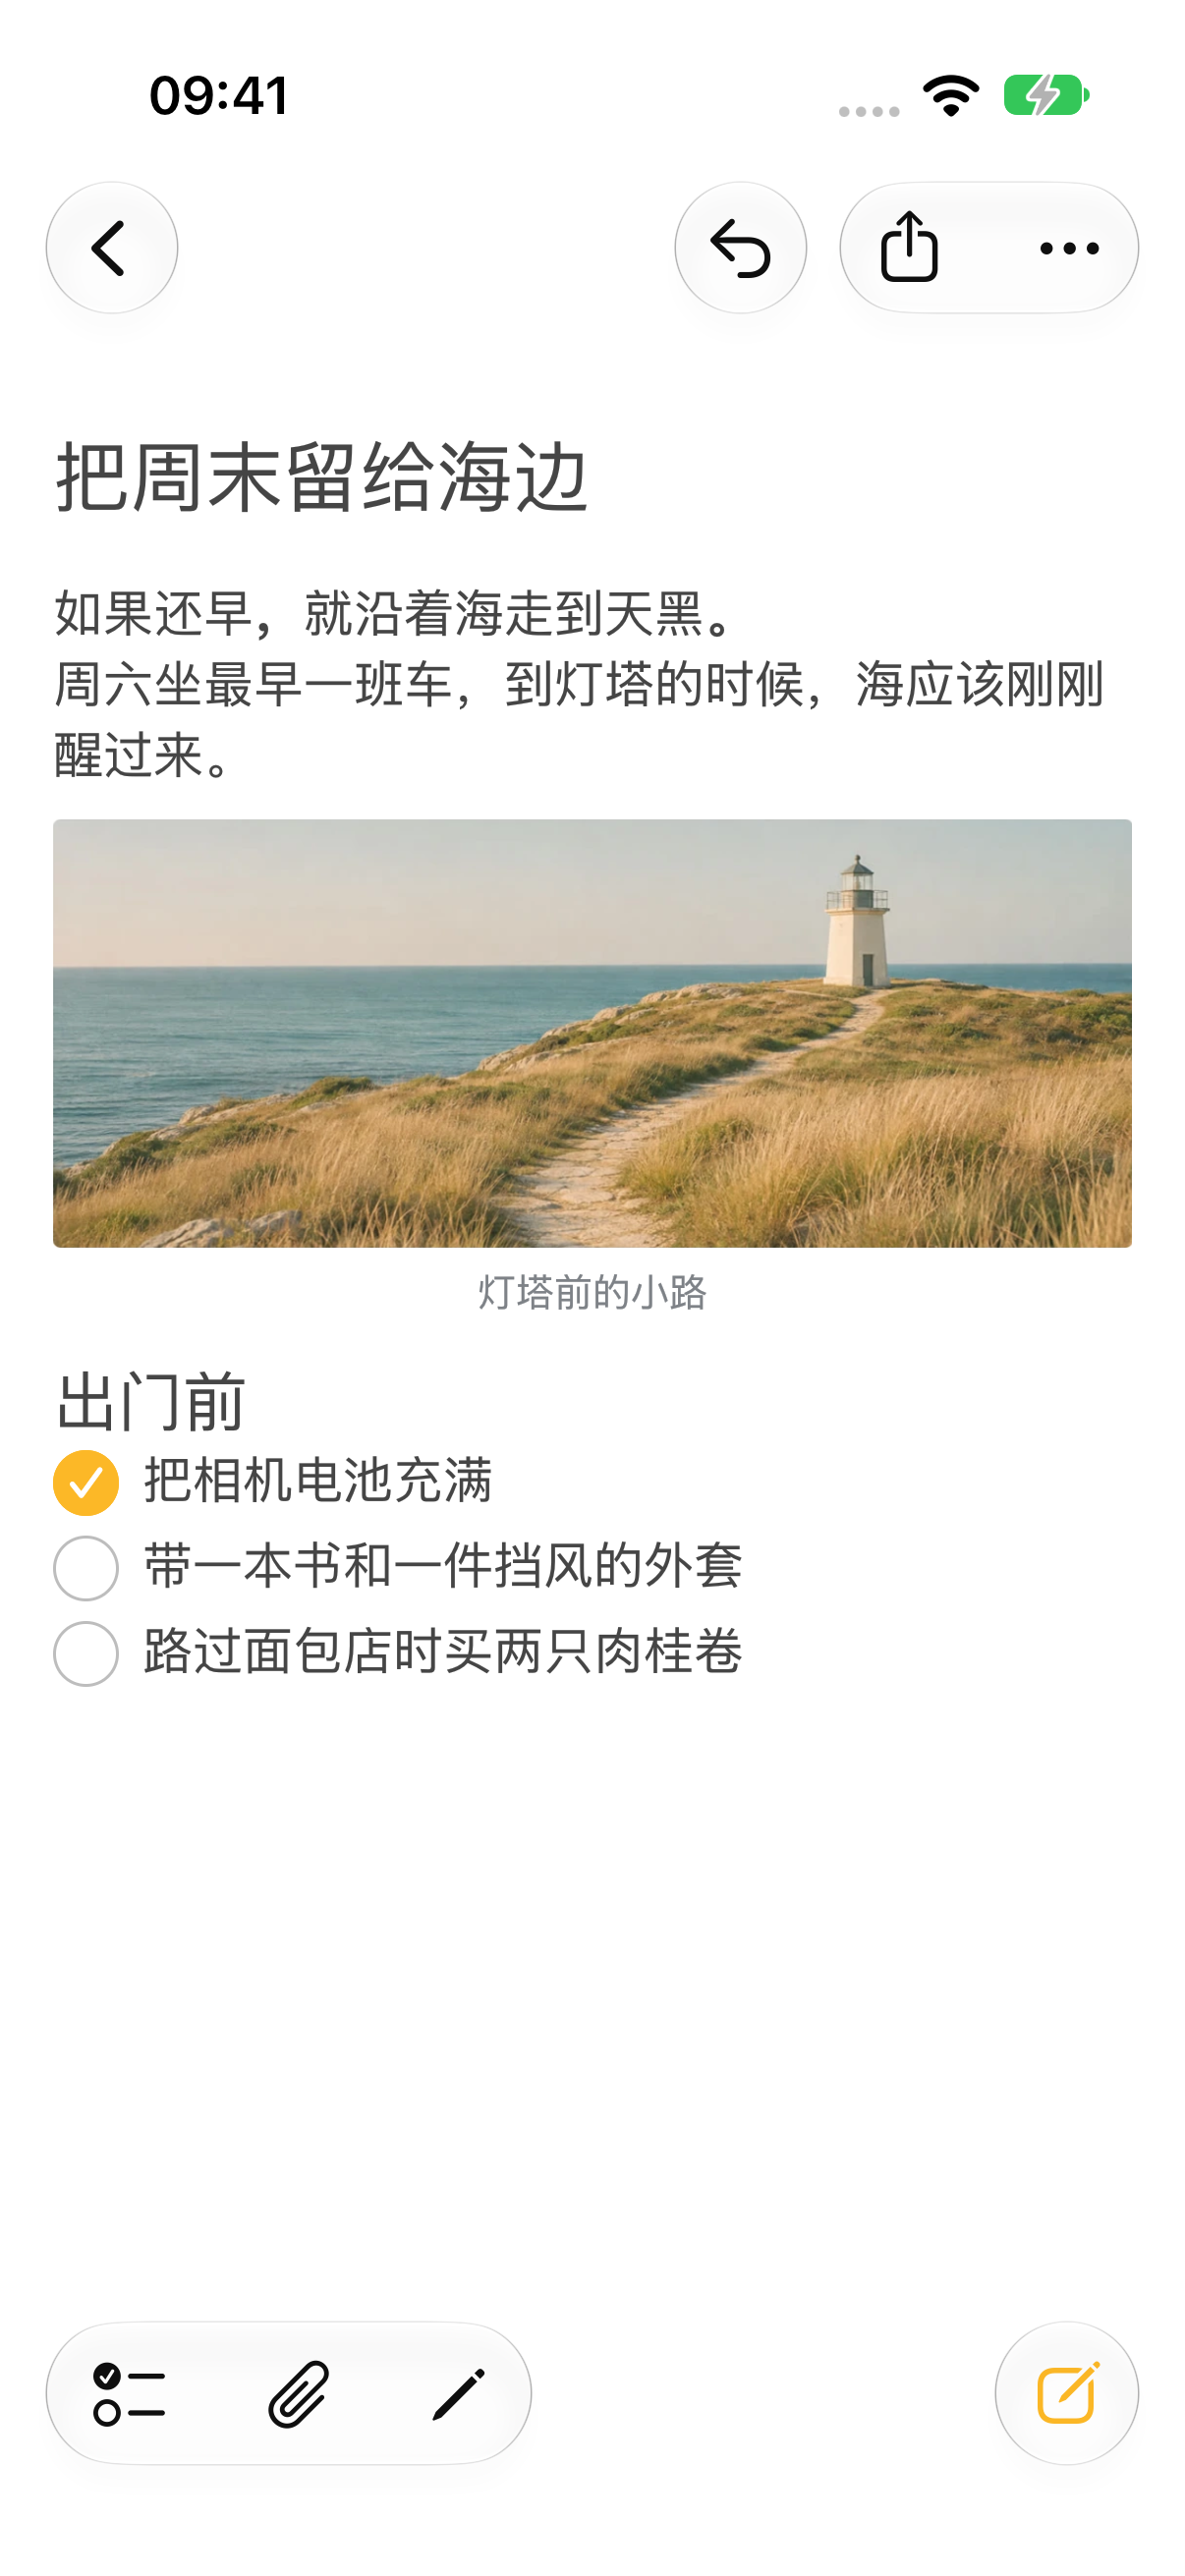 09:41
把周末留给海边
如果还早，就沿着海走到天黑。
周六坐最早一班车，到灯塔的时候，海应该刚刚
醒过来。
灯塔前的小路
出门前
把相机电池充满
带一本书和一件挡风的外套
路过面包店时买两只肉桂卷